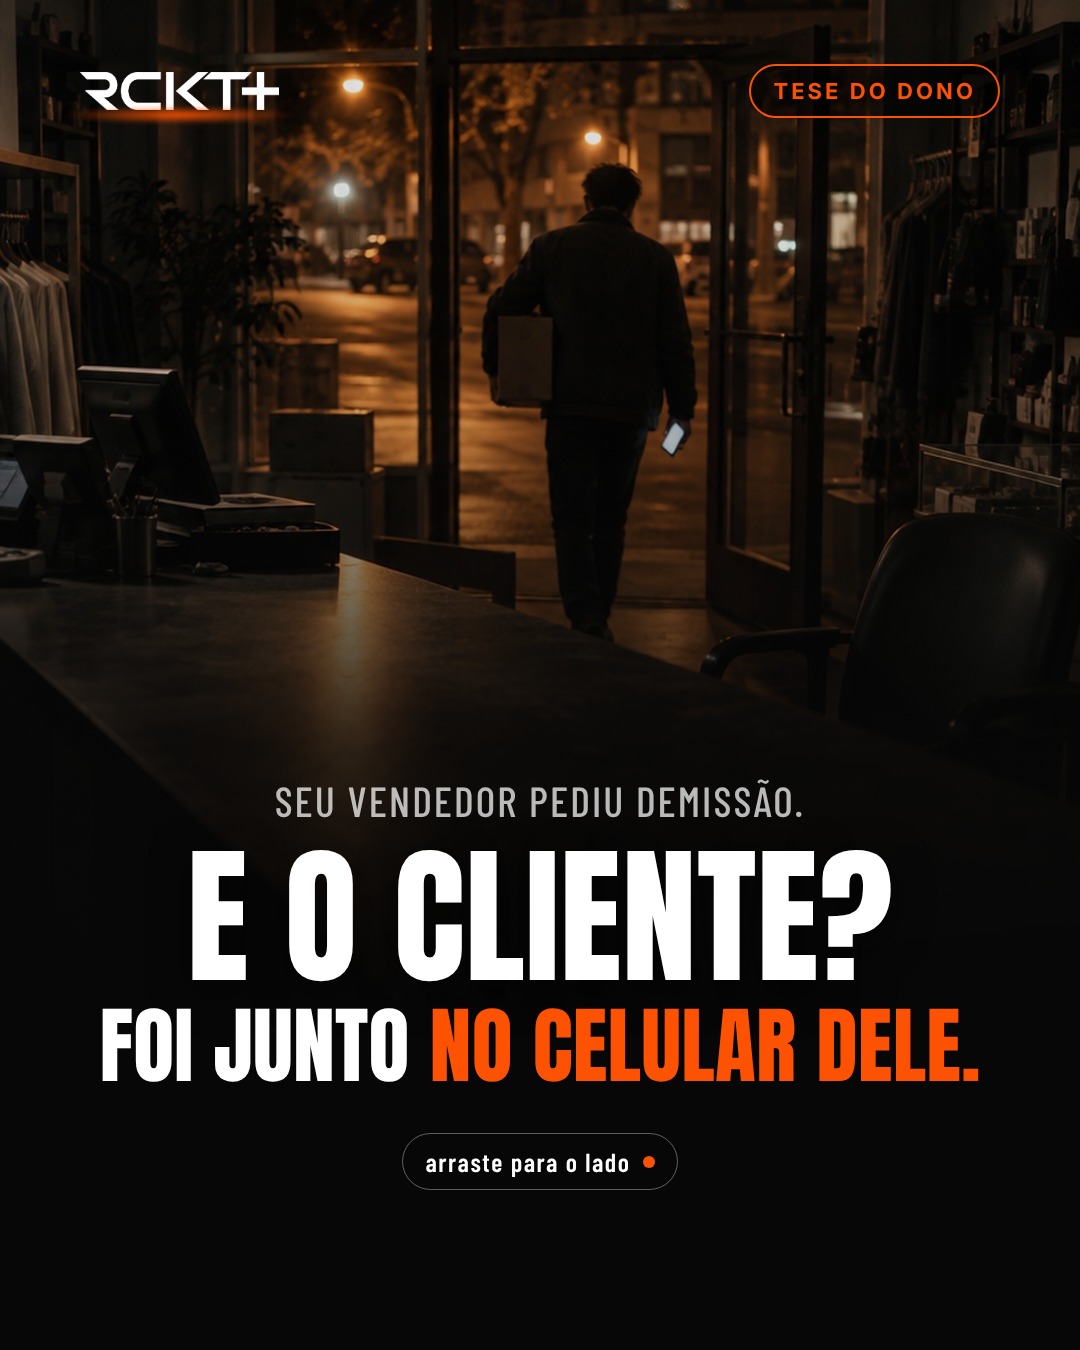 RCKT+
TESE DO DONO
SEU VENDEDOR PEDIU DEMISSÃO.
E O CLIENTE?
FOI JUNTO NO CELULAR DELE.
arraste para o lado